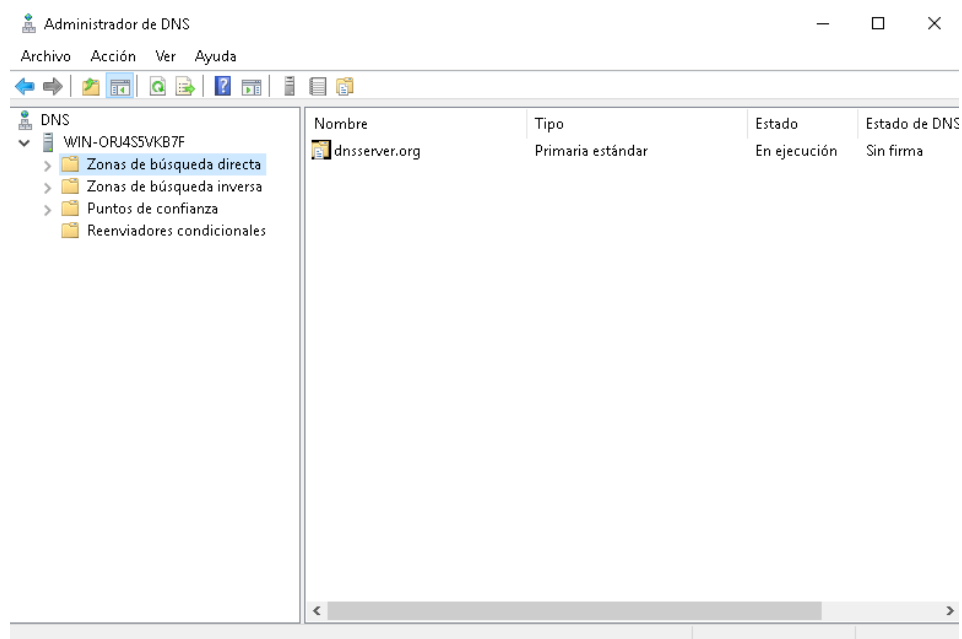 Administrador de DNS
Archivo Acción Ver Ayuda
DNS
WIN-ORJ4S5VKB7F
Zonas de búsqueda directa
Zonas de búsqueda inversa
Puntos de confianza
Reenviadores condicionales
Nombre Tipo Estado Estado de DNS
dnsserver.org Primaria estándar En ejecución Sin firma